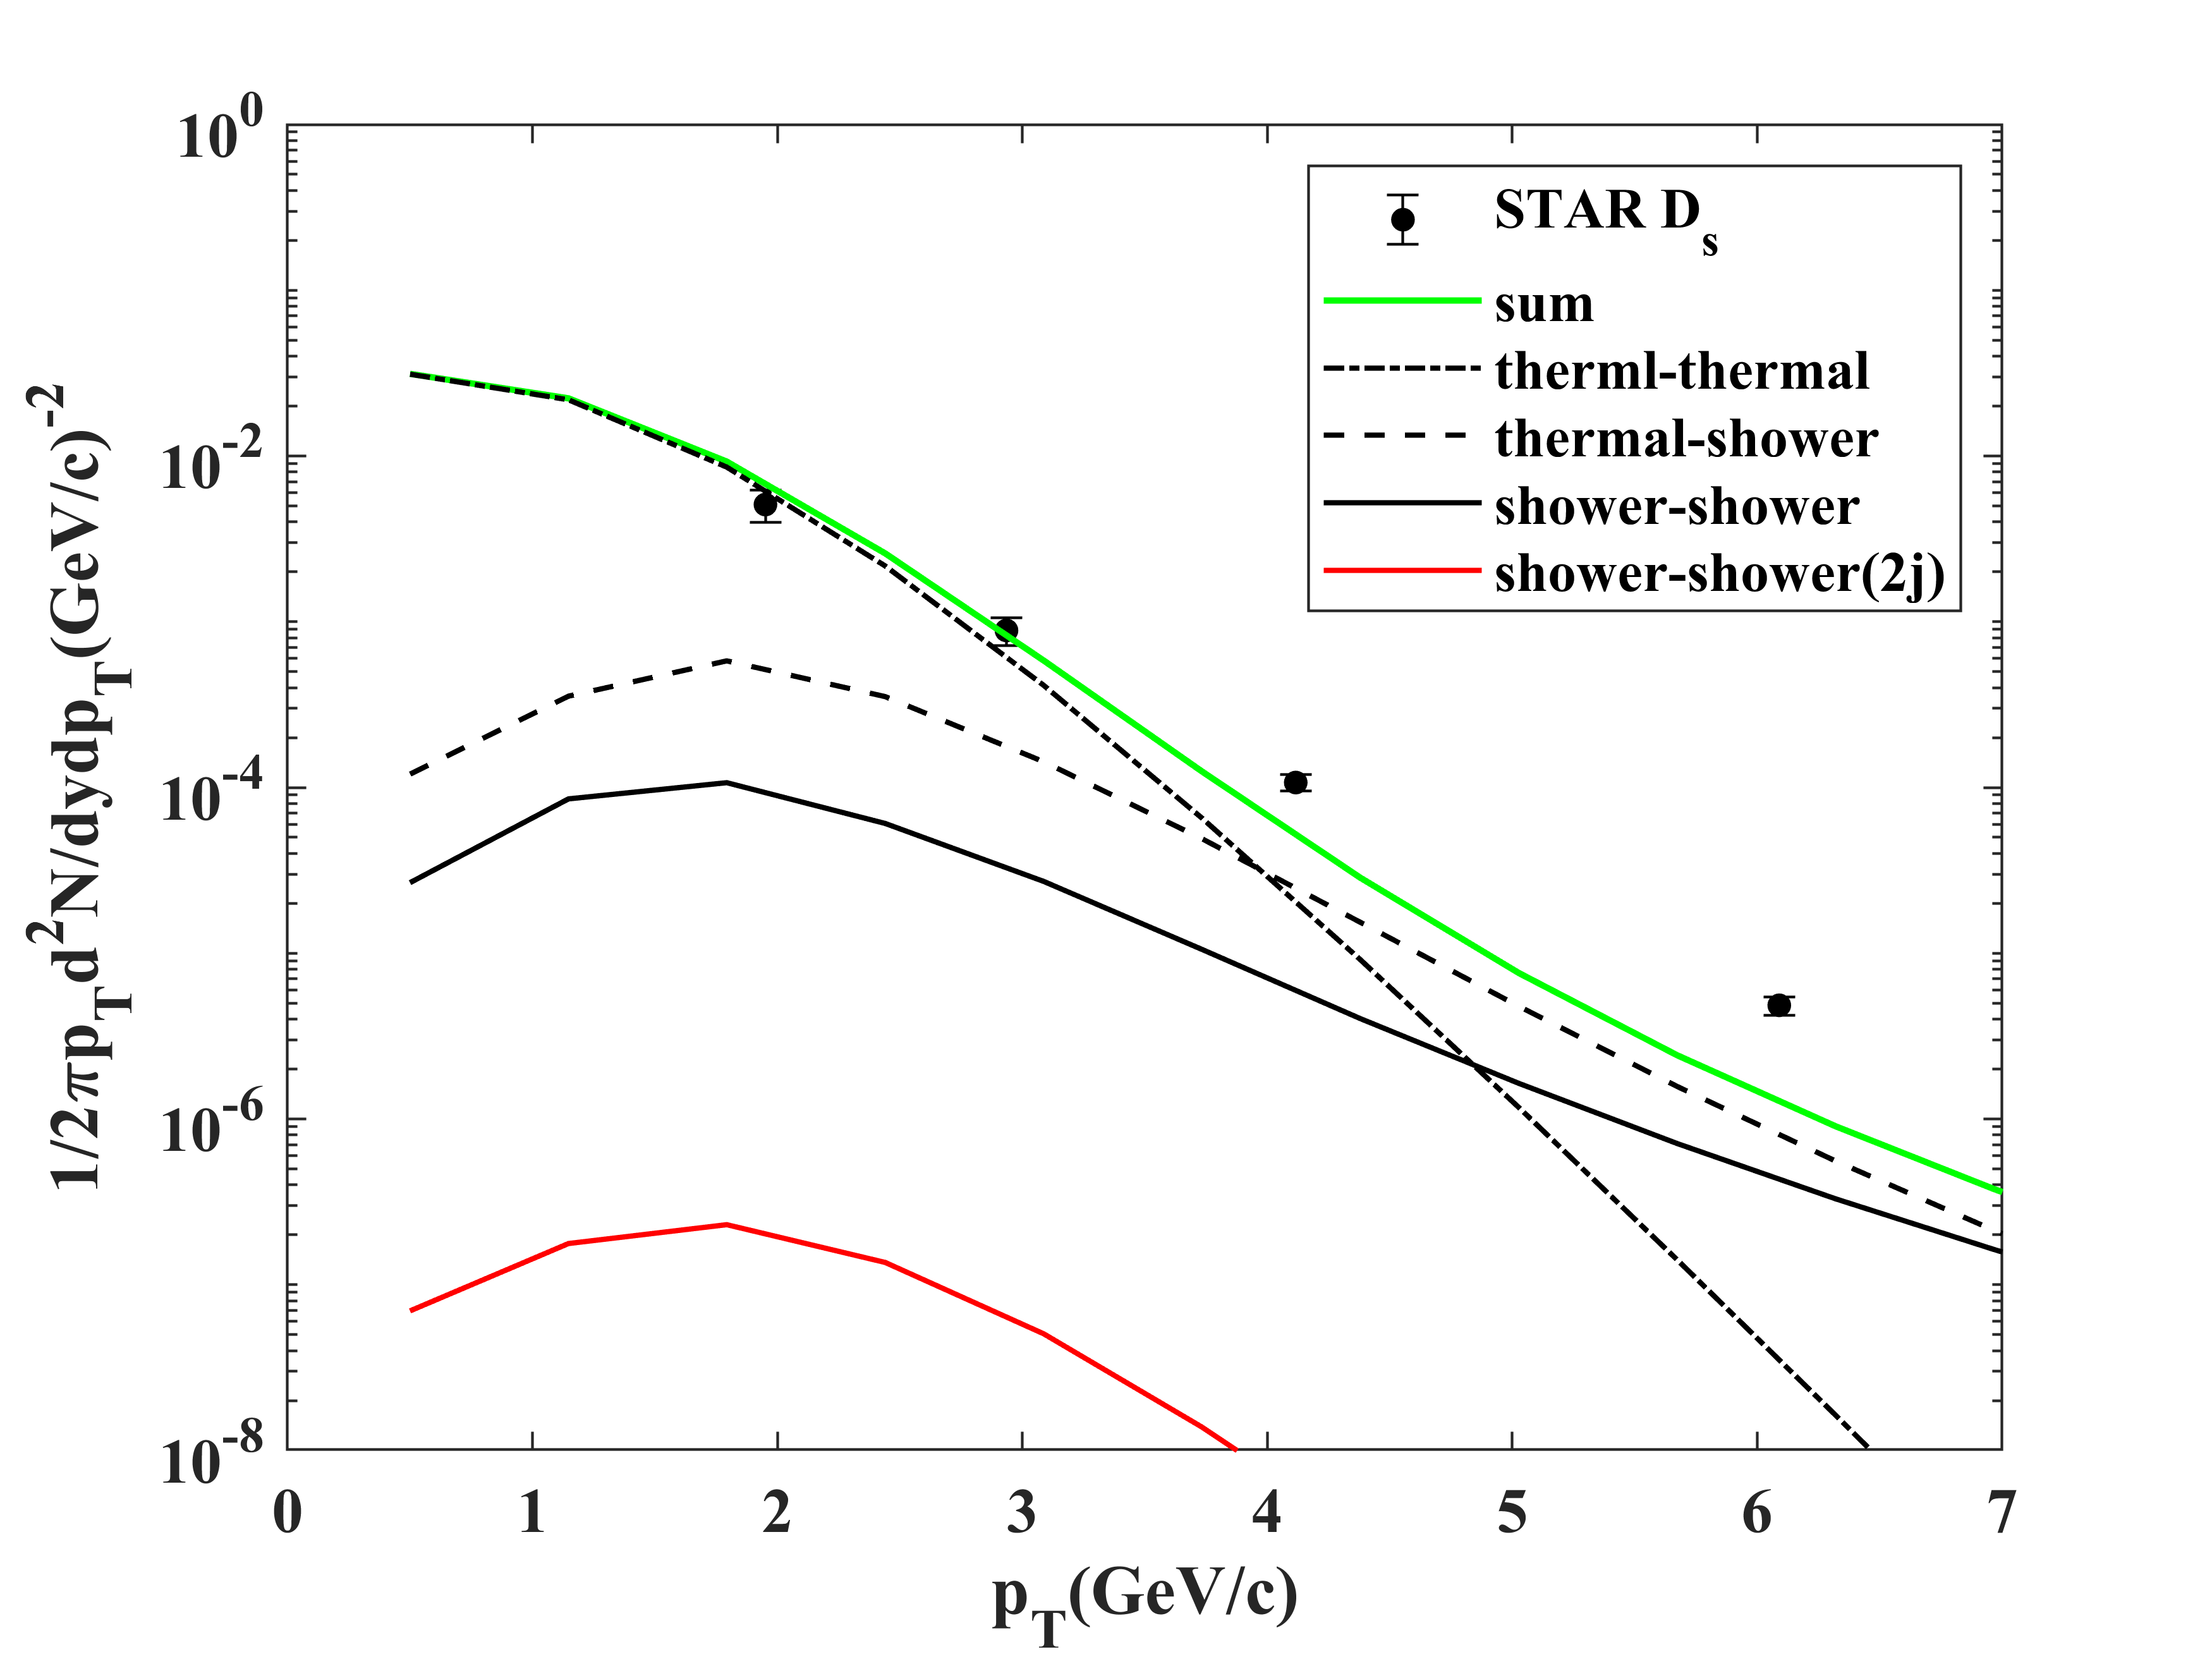 10^0
10^-2
10^-4
10^-6
10^-8
1/2πp_Td^2N/dydp_T(GeV/c)^-2
STAR D_s
sum
therml-thermal
thermal-shower
shower-shower
shower-shower(2j)
0 1 2 3 4 5 6 7
p_T(GeV/c)